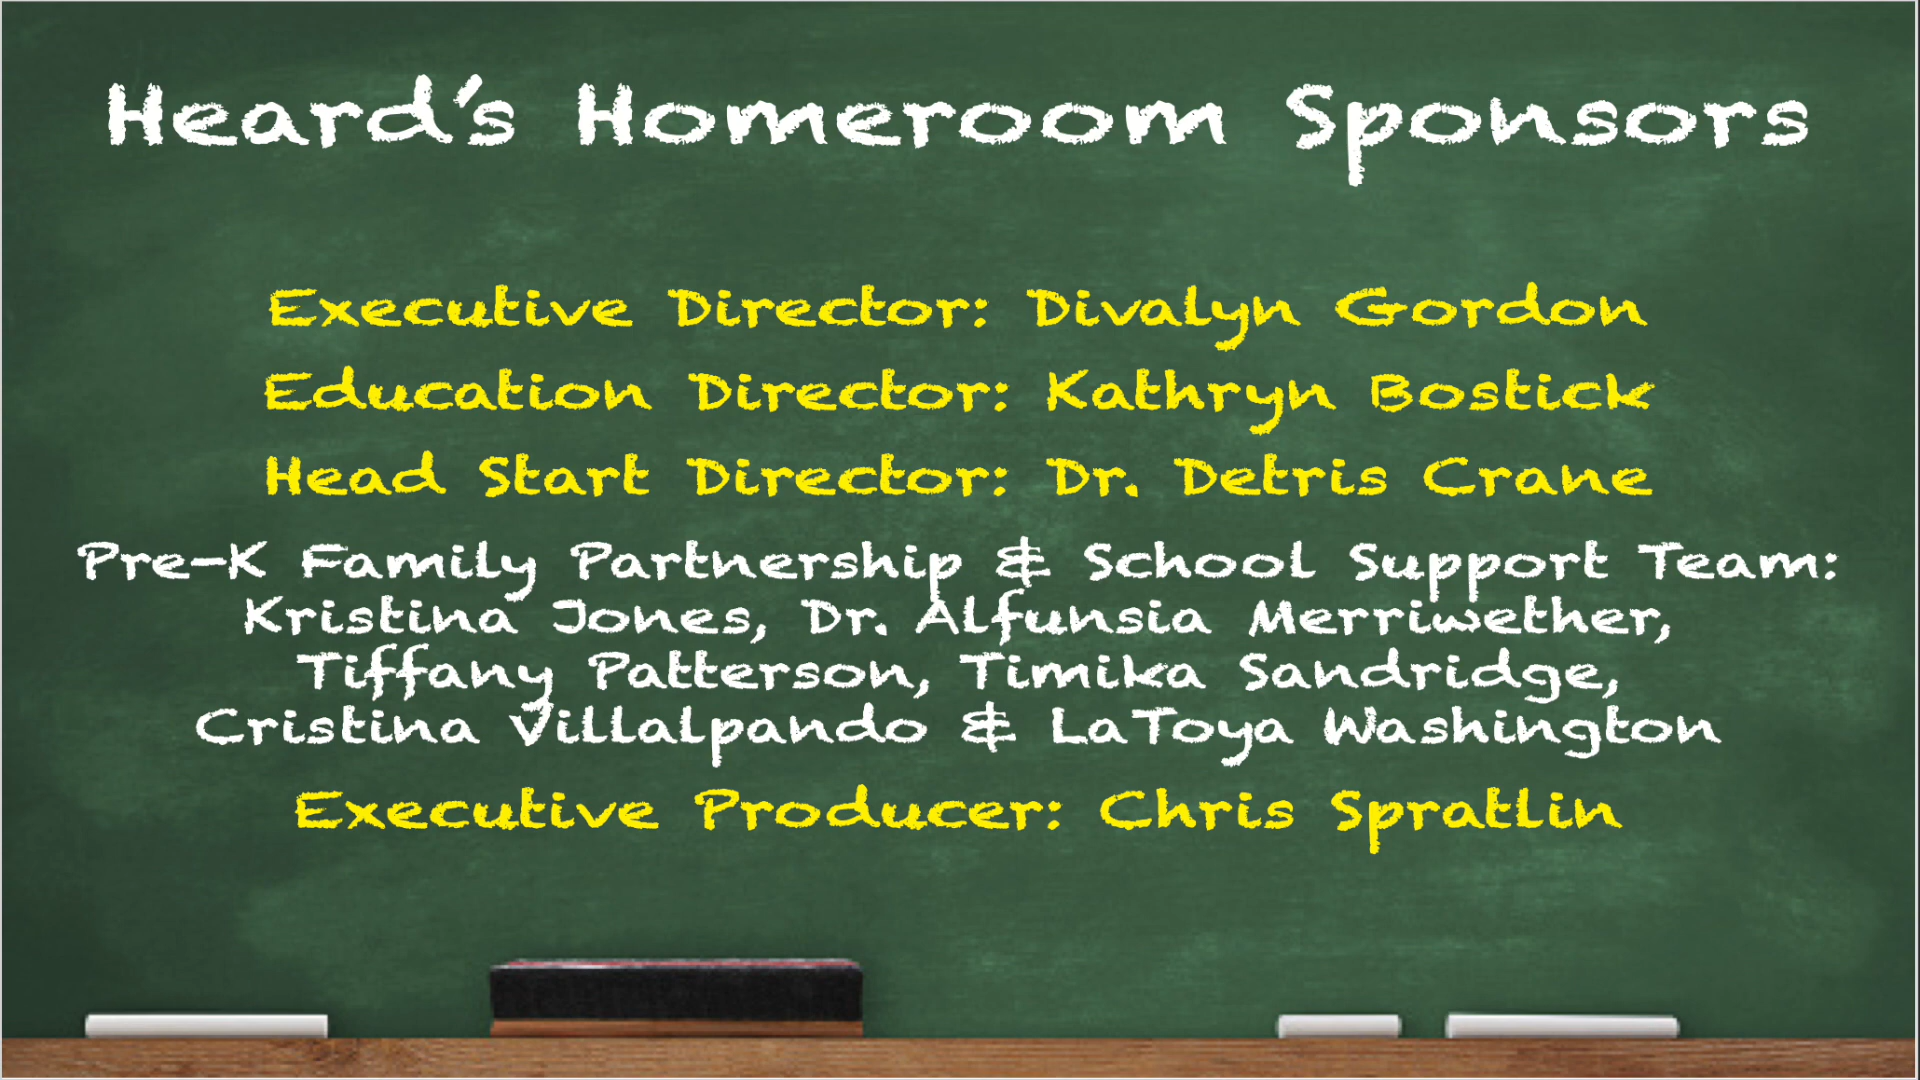 Heard's Homeroom Sponsors
Executive Director: Divalyn Gordon
Education Director: Kathryn Bostick
Head Start Director: Dr. Detris Crane
Pre-K Family Partnership & School Support Team:
Kristina Jones, Dr. Alfunsia Merriwether,
Tiffany Patterson, Timika Sandridge,
Cristina Villalpando & LaToya Washington
Executive Producer: Chris Spratlin